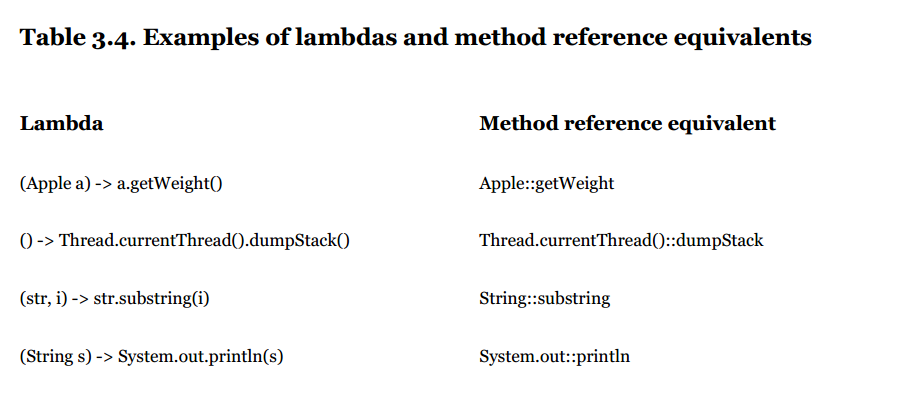 Table 3.4. Examples of lambdas and method reference equivalents
Lambda Method reference equivalent
(Apple a) -> a.getWeight() Apple::getWeight
() -> Thread.currentThread().dumpStack() Thread.currentThread()::dumpStack
(str, i) -> str.substring(i) String::substring
(String s) -> System.out.println(s) System.out::println